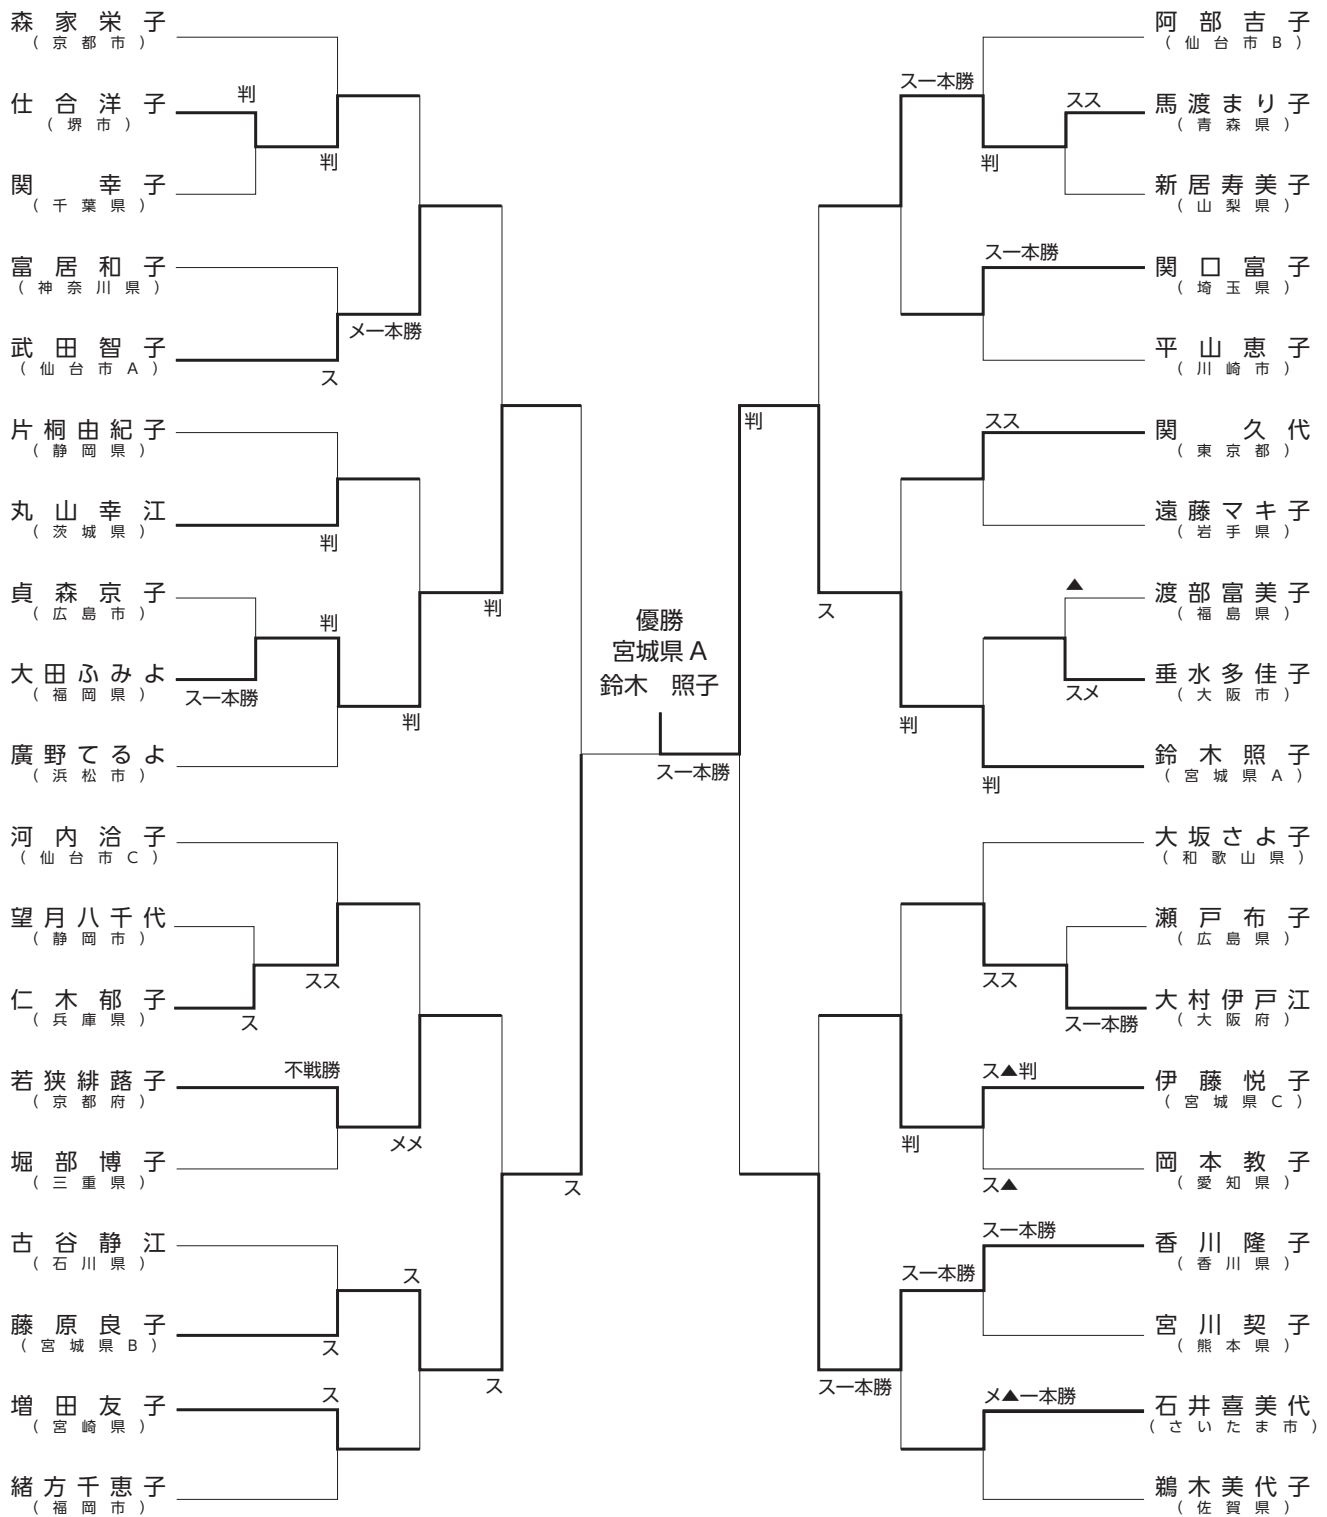 森家栄子
(京都市)
判
仕合洋子
(堺市)
判
関　幸子
(千葉県)
富居和子
(神奈川県)
メ一本勝
武田智子
(仙台市A)
ス
片桐由紀子
(静岡県)
丸山幸江
(茨城県)
判
貞森京子
(広島市)
判
判
大田ふみよ
(福岡県)
スー本勝
判
廣野てるよ
(浜松市)
河内治子
(仙台市C)
望月八千代
(静岡市)
スス
仁木郁子
(兵庫県)
ス
不戦勝
若狭緋蕗子
(京都府)
メメ
堀部博子
(三重県)
ス
古谷静江
(石川県)
ス
藤原良子
(宮城県B)
ス
ス
増田友子
(宮崎県)
ス
緒方千恵子
(福岡市)
優勝
宮城県A
鈴木　照子
スー本勝
阿部吉子
(仙台市B)
スー本勝
スス
馬渡まり子
(青森県)
判
新居寿美子
(山梨県)
スー本勝
関口富子
(埼玉県)
平山恵子
(川崎市)
判
スス
関　久代
(東京都)
遠藤マキ子
(岩手県)
▲
渡部富美子
(福島県)
ス
垂水多佳子
(大阪市)
スメ
判
鈴木照子
(宮城県A)
判
大坂さよ子
(和歌山県)
瀬戸布子
(広島県)
スス
大村伊戸江
(大阪府)
スー本勝
ス▲判
伊藤悦子
(宮城県C)
判
岡本教子
(愛知県)
ス▲
スー本勝
香川隆子
(香川県)
スー本勝
宮川契子
(熊本県)
スー本勝
メ▲一本勝
石井喜美代
(さいたま市)
鵜木美代子
(佐賀県)